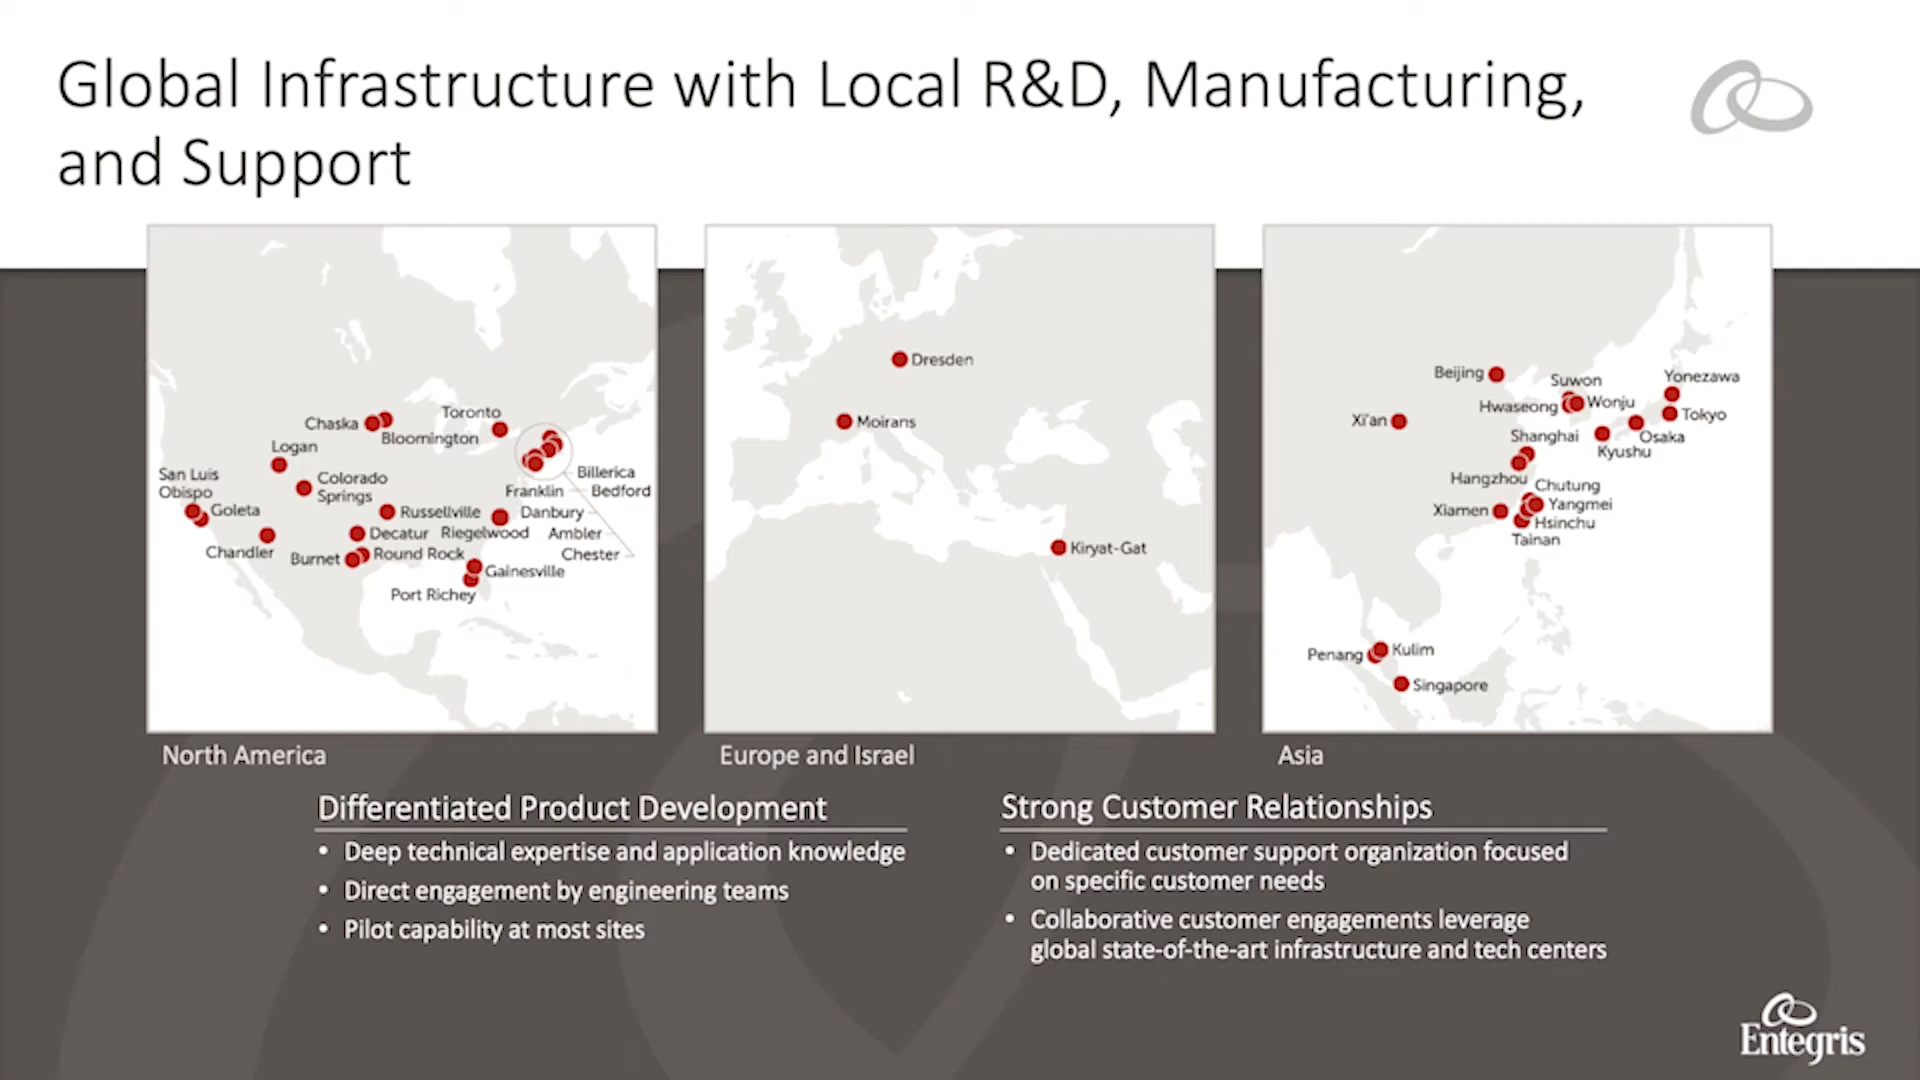 Global Infrastructure with Local R&D, Manufacturing,
and Support
Chaska
Toronto
Bloomington
Logan
San Luis
Obispo
Colorado
Springs
Goleta
Billerica
Franklin
Bedford
Russellville
Danbury
Decatur
Riegelwood
Ambler
Chandler
Burnet
Round Rock
Chester
Gainesville
Port Richey
North America
Dresden
Moirans
Kiryat-Gat
Europe and Israel
Beijing
Suwon
Yonezawa
Hwaseong
Wonju
Tokyo
Xi'an
Shanghai
Osaka
Kyushu
Hangzhou
Chutung
Xiamen
Yangmei
Hsinchu
Tainan
Penang
Kulim
Singapore
Asia
Differentiated Product Development
• Deep technical expertise and application knowledge
• Direct engagement by engineering teams
• Pilot capability at most sites
Strong Customer Relationships
• Dedicated customer support organization focused
on specific customer needs
• Collaborative customer engagements leverage
global state-of-the-art infrastructure and tech centers
Entegris